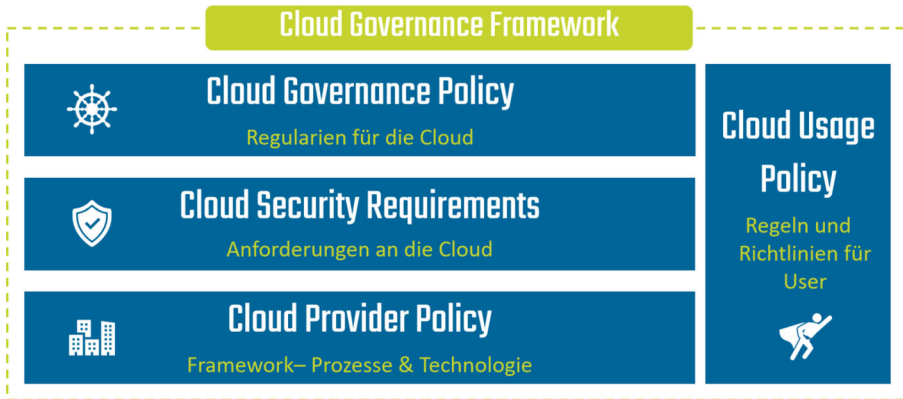 Cloud Governance Framework
Cloud Governance Policy
Regularien für die Cloud
Cloud Security Requirements
Anforderungen an die Cloud
Cloud Provider Policy
Framework– Prozesse & Technologie
Cloud Usage
Policy
Regeln und
Richtlinien für
User